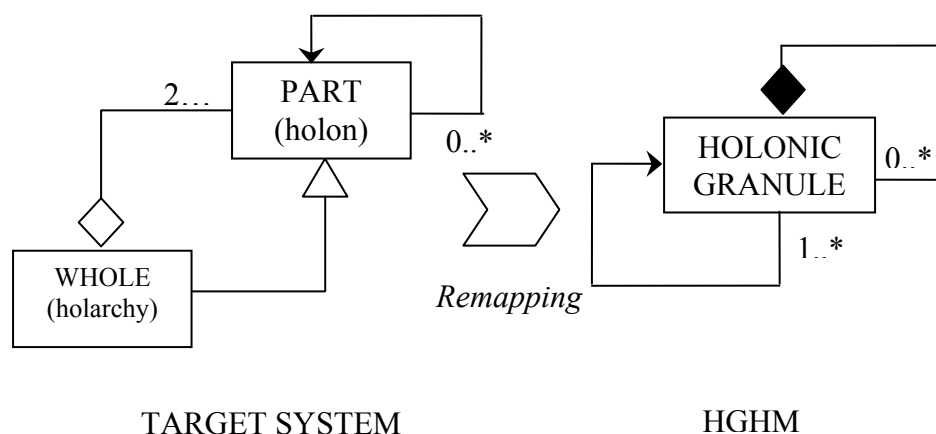 2…
PART
(holon)
0..*
WHOLE
(holarchy)
Remapping
HOLONIC
GRANULE
0..*
1..*
TARGET SYSTEM
HGHM